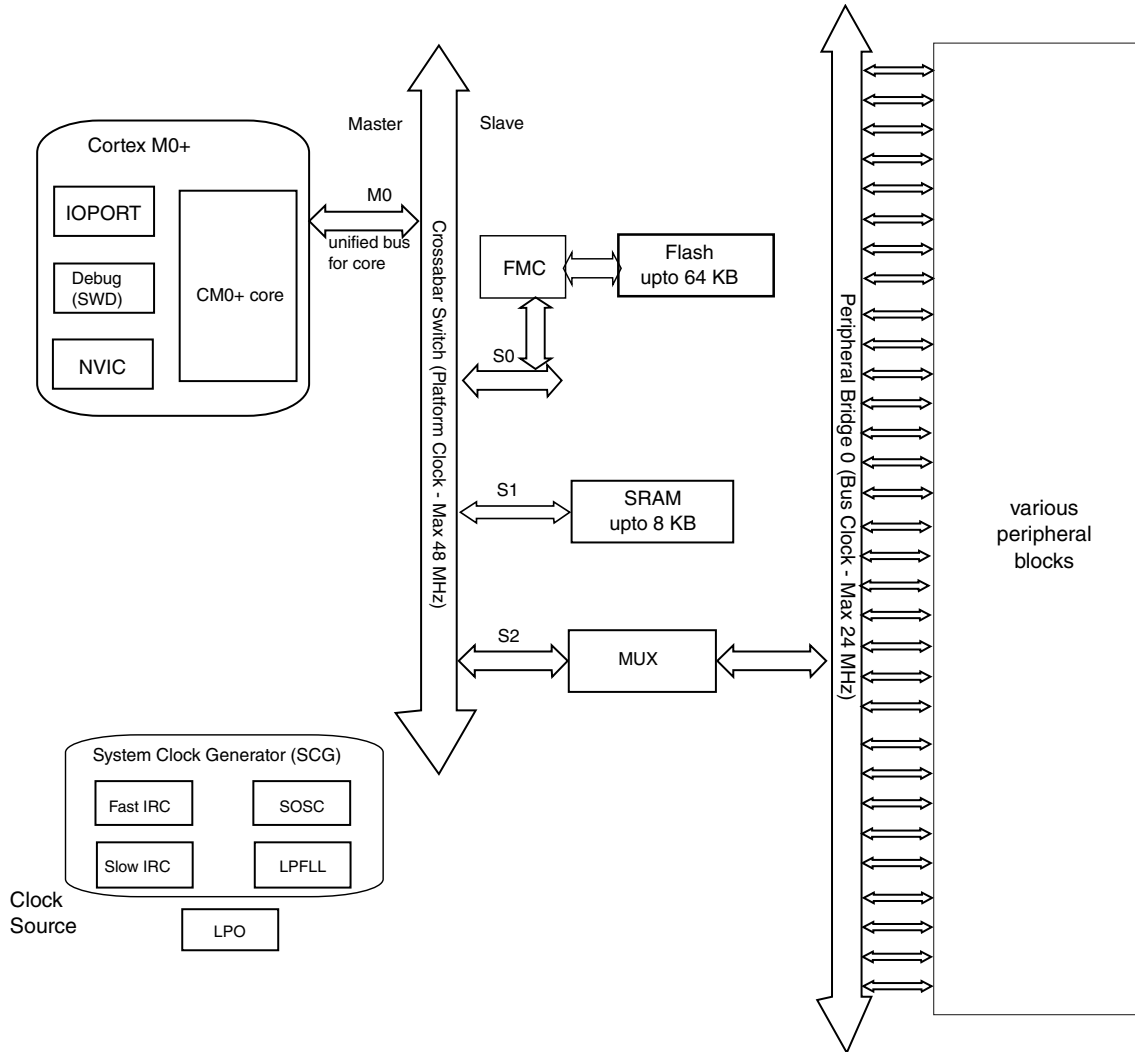 Master
Slave
Cortex M0+
IOPORT
Debug
(SWD)
NVIC
CM0+ core
M0
unified bus
for core
Crossabar Switch (Platform Clock - Max 48 MHz)
FMC
Flash
upto 64 KB
S0
S1
SRAM
upto 8 KB
S2
MUX
Peripheral Bridge 0 (Bus Clock - Max 24 MHz)
various
peripheral
blocks
System Clock Generator (SCG)
Fast IRC
SOSC
Slow IRC
LPFLL
Clock
Source
LPO